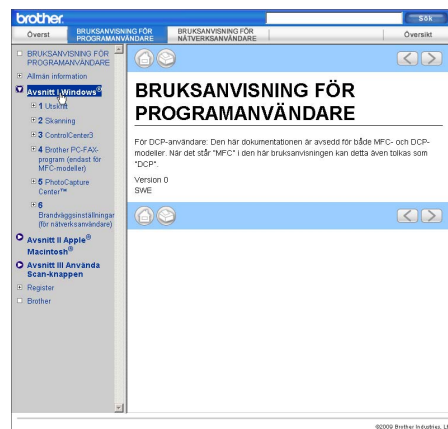 brother.
Sök
Överst
BRUKSANVISNING FÖR
PROGRAMANVÄNDARE
BRUKSANVISNING FÖR
NÄTVERKSANVÄNDARE
Översikt
BRUKSANVISNING FÖR
PROGRAMANVÄNDARE
Allmän information
Avsnitt I Windows®
1 Utskrift
2 Skanning
3 ControlCenter3
4 Brother PC-FAX-
program (endast för
MFC-modeller)
5 PhotoCapture
Center™
6
Brandväggsinställningar
(för nätverksanvändare)
Avsnitt II Apple®
Macintosh®
Avsnitt III Använda
Scan-knappen
Register
Brother
BRUKSANVISNING FÖR
PROGRAMANVÄNDARE
För DCP-användare: Den här dokumentationen är avsedd för både MFC- och DCP-
modeller. När det står "MFC" i den här bruksanvisningen kan detta även tolkas som
"DCP".
Version 0
SWE
©2009 Brother Industries,